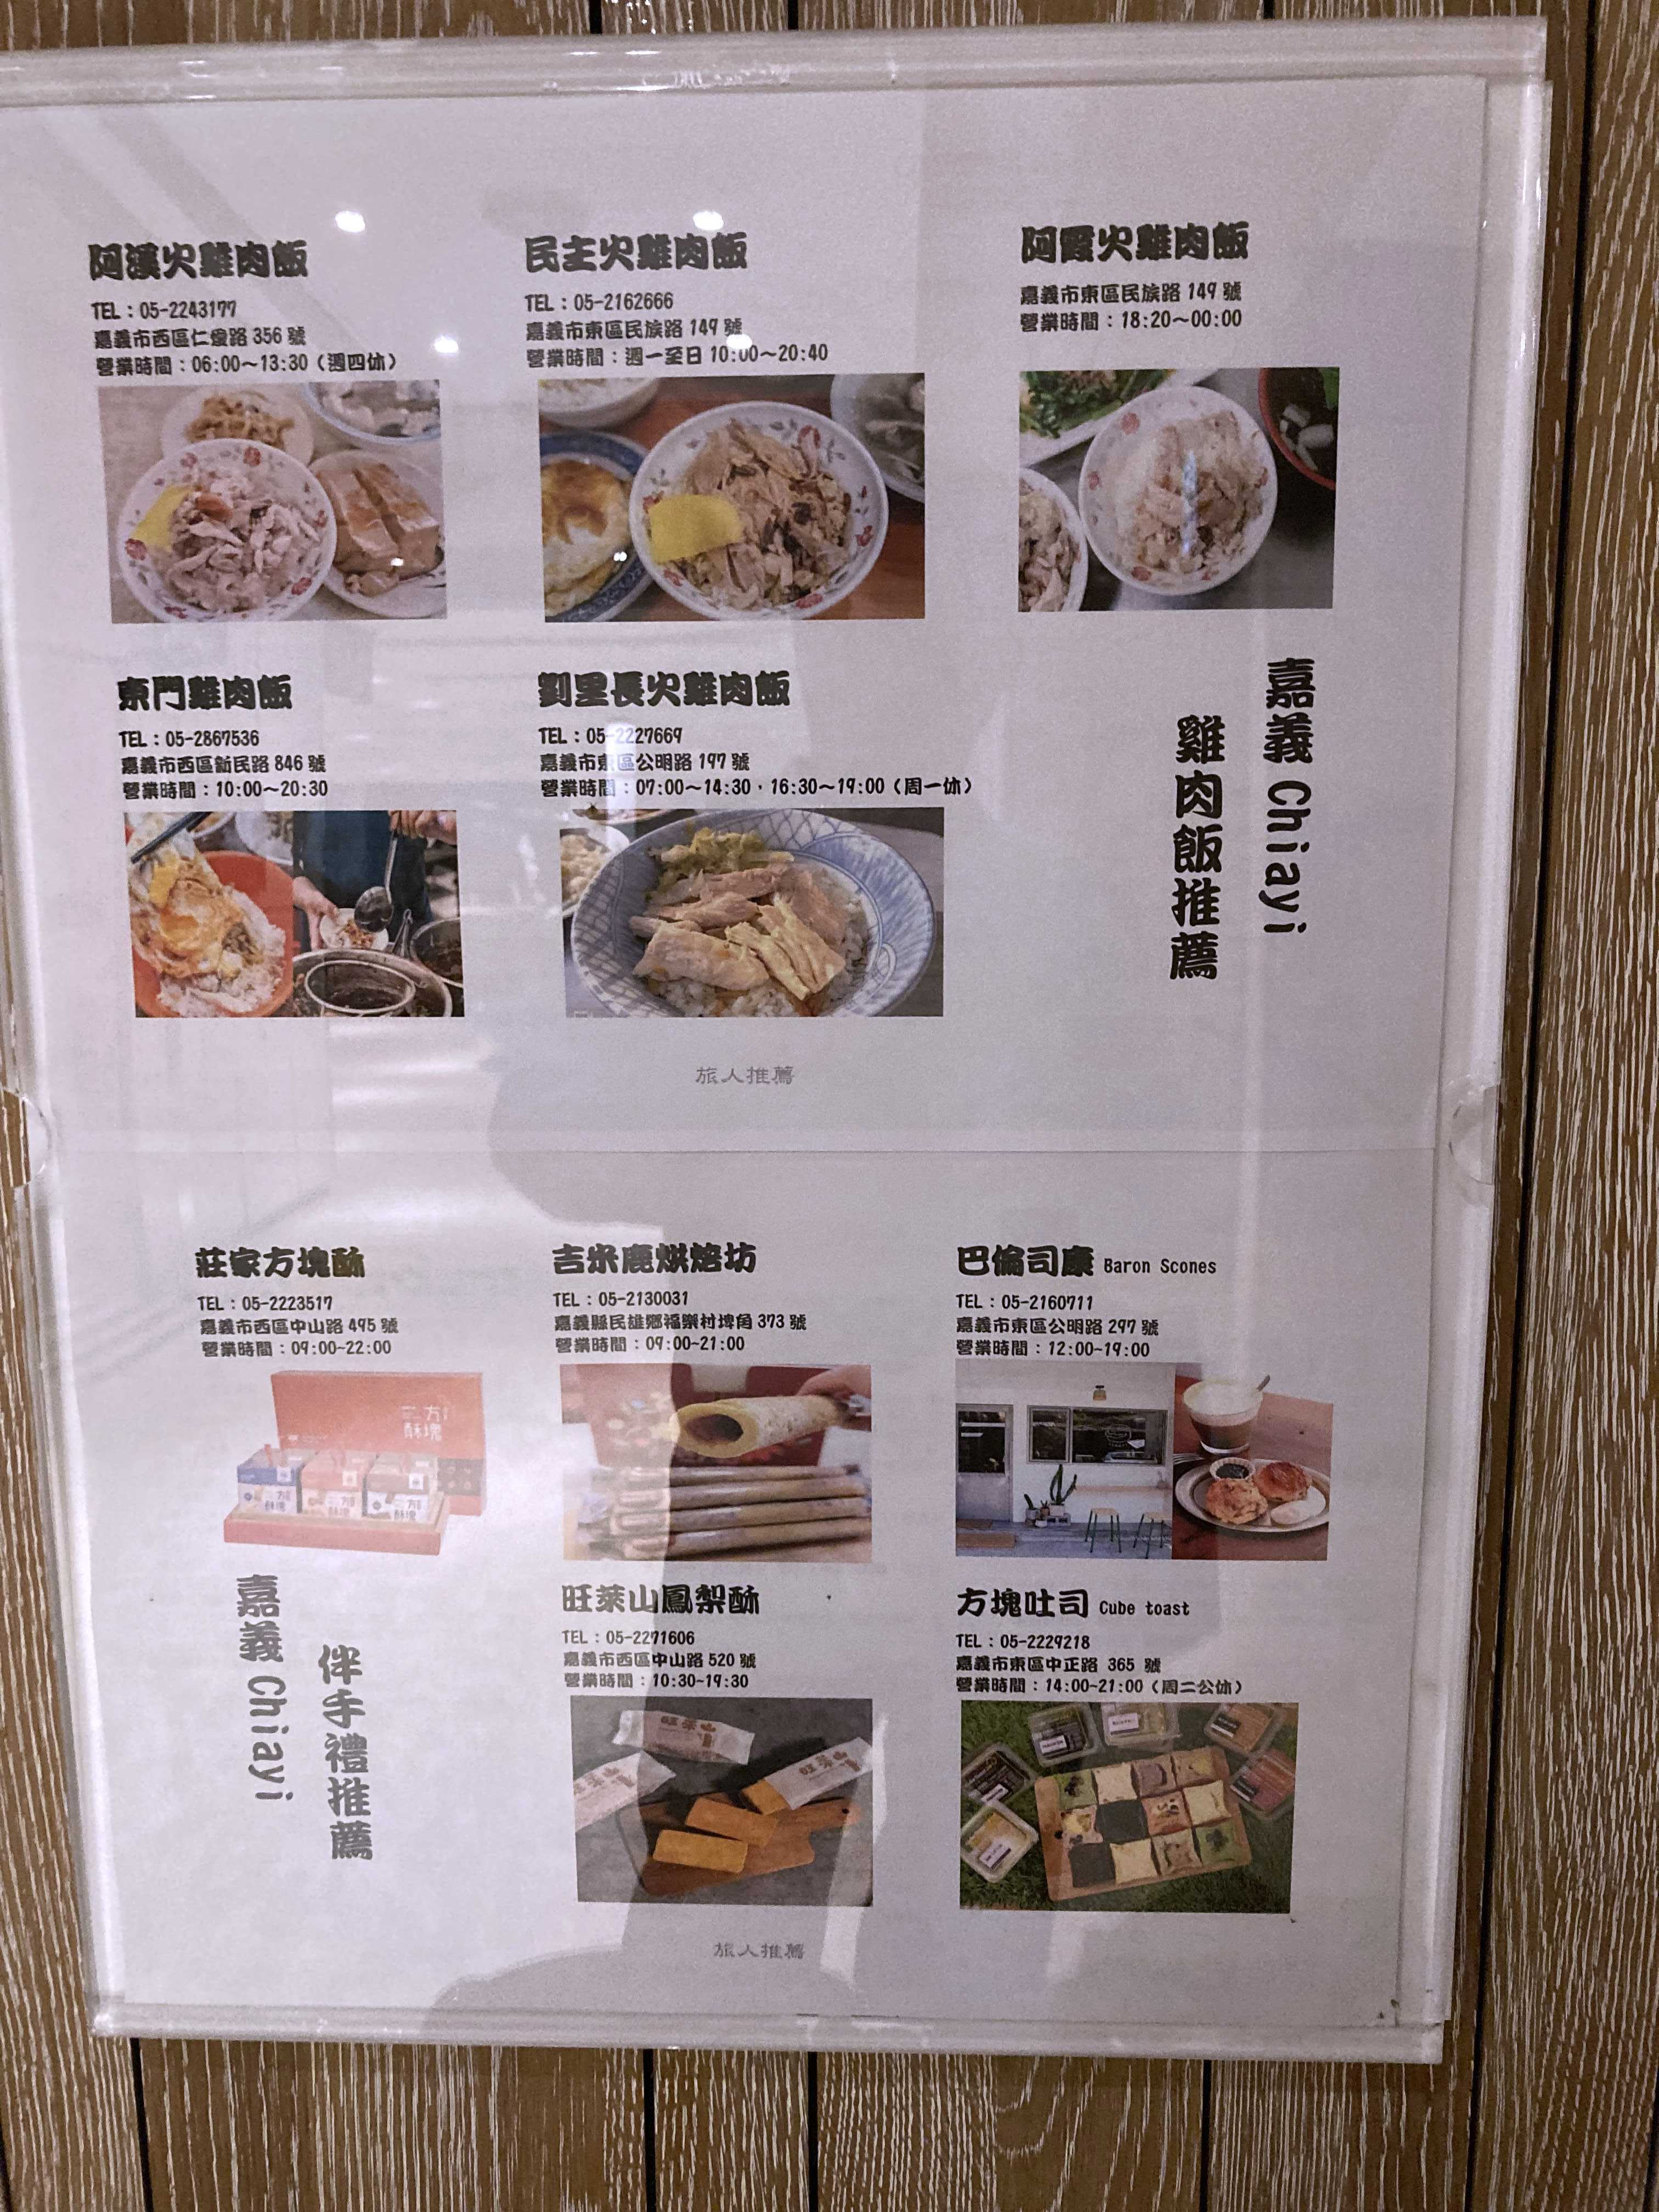 阿溪火雞肉飯
TEL：05-2243177
嘉義市西區仁愛路 356 號
營業時間：06:00～13:30（週四休）
民主火雞肉飯
TEL：05-2162666
嘉義市東區民族路 149 號
營業時間：週一至日 10:00～20:40
阿霞火雞肉飯
嘉義市東區民族路 149 號
營業時間：18:20～00:00
東門雞肉飯
TEL：05-2867536
嘉義市西區新民路 846 號
營業時間：10:00～20:30
劉里長火雞肉飯
TEL：05-2227669
嘉義市東區公明路 197 號
營業時間：07:00～14:30，16:30～19:00（周一休）
嘉義 Chiayi
雞肉飯推薦
旅人推薦
莊家方塊酥
TEL：05-2223517
嘉義市西區中山路 495 號
營業時間：09:00~22:00
方塊酥
吉米鹿烘焙坊
TEL：05-2130031
嘉義縣民雄鄉福樂村埤角 373 號
營業時間：09:00~21:00
巴倫司康 Baron Scones
TEL：05-2160711
嘉義市東區公明路 297 號
營業時間：12:00~19:00
嘉義 Chiayi
伴手禮推薦
旺萊山鳳梨酥
TEL：05-2271606
嘉義市西區中山路 520 號
營業時間：10:30~19:30
旺萊山
方塊吐司 Cube toast
TEL：05-2229218
嘉義市東區中正路 365 號
營業時間：14:00~21:00（周二公休）
旅人推薦